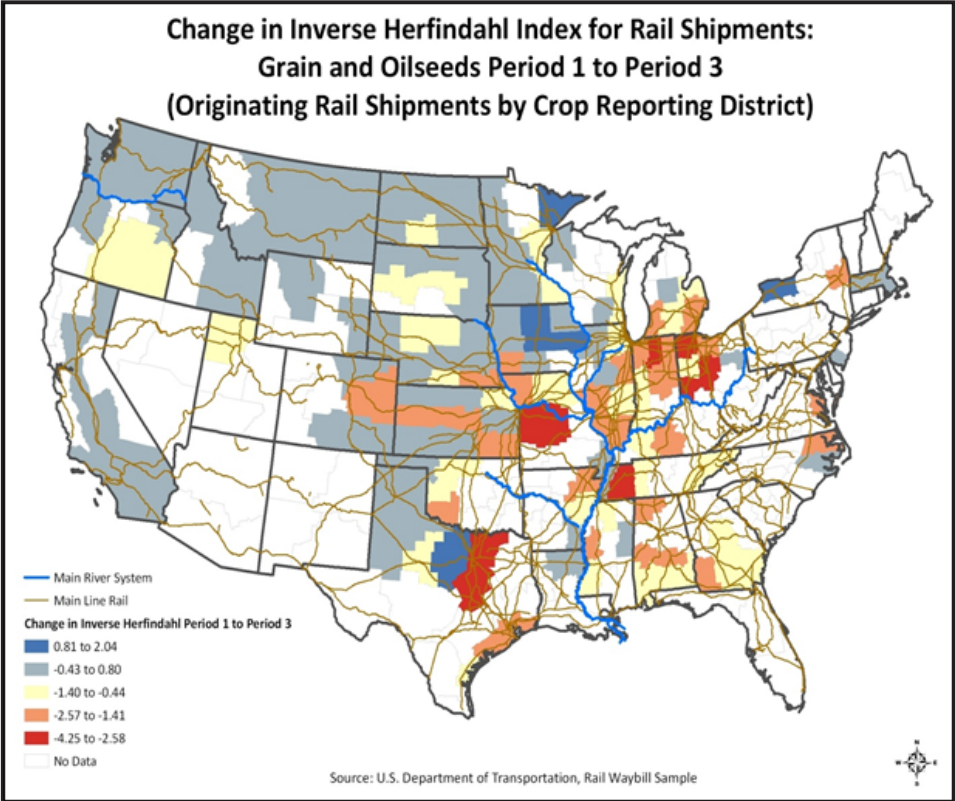 Change in Inverse Herfindahl Index for Rail Shipments:
Grain and Oilseeds Period 1 to Period 3
(Originating Rail Shipments by Crop Reporting District)
Main River System
Main Line Rail
Change in Inverse Herfindahl Period 1 to Period 3
0.81 to 2.04
-0.43 to 0.80
-1.40 to -0.44
-2.57 to -1.41
-4.25 to -2.58
No Data
Source: U.S. Department of Transportation, Rail Waybill Sample
N
W E
S